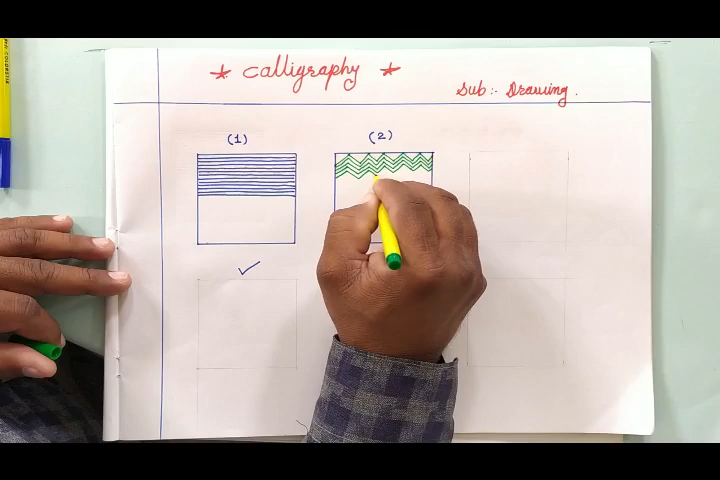 ★ Calligraphy ★
Sub:- Drawing.
(1)
(2)